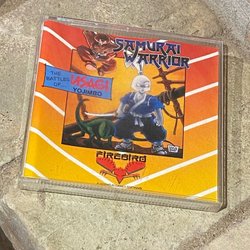 SAMURAI
WARRIOR
THE
BATTLES
OF...
USAGI
YOJIMBO
FIREBIRD